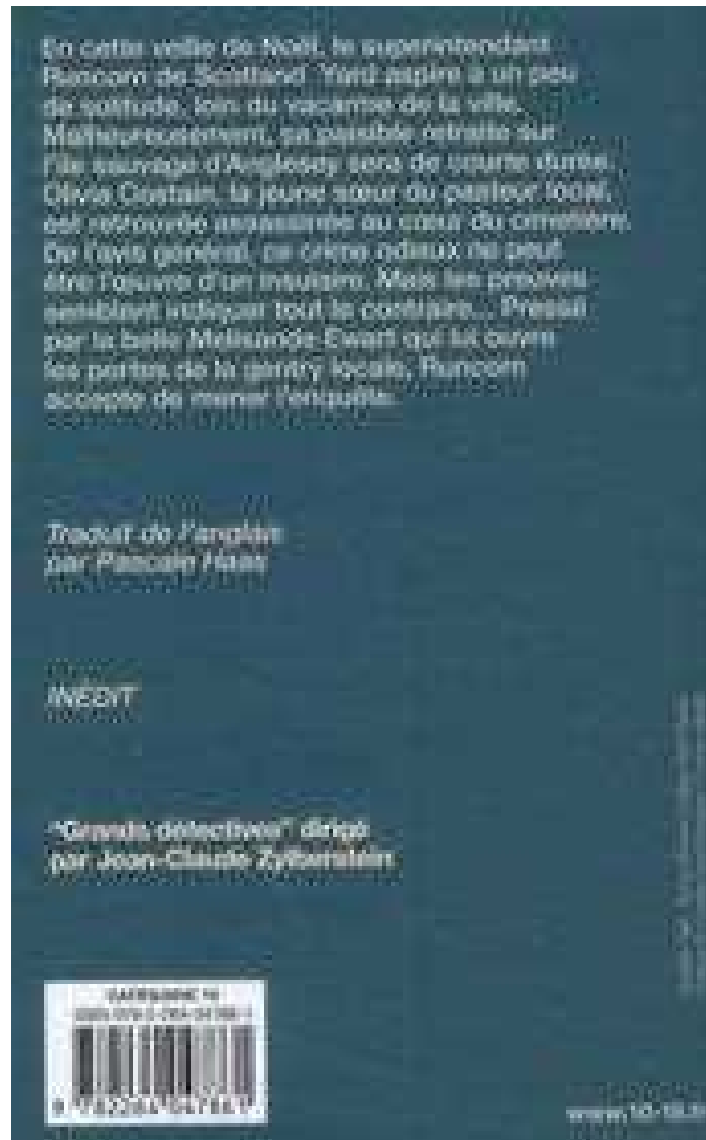 En cette veille de Noël, le superintendant
Runcorn de Scotland Yard aspire à un peu
de solitude, loin du vacarme de la ville.
Malheureusement, sa paisible retraite sur
l'île sauvage d'Anglesey sera de courte durée.
Olivia Costain, la jeune sœur du pasteur local,
est retrouvée assassinée au cœur du cimetière.
De l'avis général, ce crime odieux ne peut
être l'œuvre d'un insulaire. Mais les preuves
semblent indiquer tout le contraire... Pressé
par la belle Melisande Ewart qui lui ouvre
les portes de la gentry locale, Runcorn
accepte de mener l'enquête.
Traduit de l'anglais
par Pascale Haas
INÉDIT
"Grands détectives" dirigé
par Jean-Claude Zylberstein
www.10-18.fr